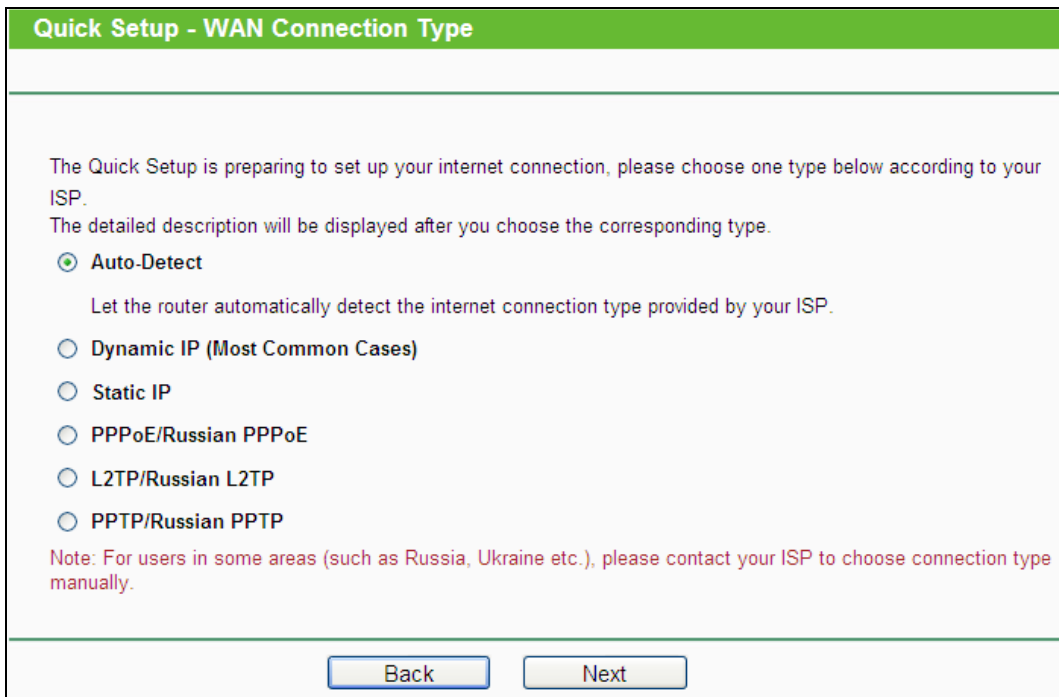 Quick Setup - WAN Connection Type
The Quick Setup is preparing to set up your internet connection, please choose one type below according to your
ISP.
The detailed description will be displayed after you choose the corresponding type.
Auto-Detect
Let the router automatically detect the internet connection type provided by your ISP.
Dynamic IP (Most Common Cases)
Static IP
PPPoE/Russian PPPoE
L2TP/Russian L2TP
PPTP/Russian PPTP
Note: For users in some areas (such as Russia, Ukraine etc.), please contact your ISP to choose connection type
manually.
Back Next